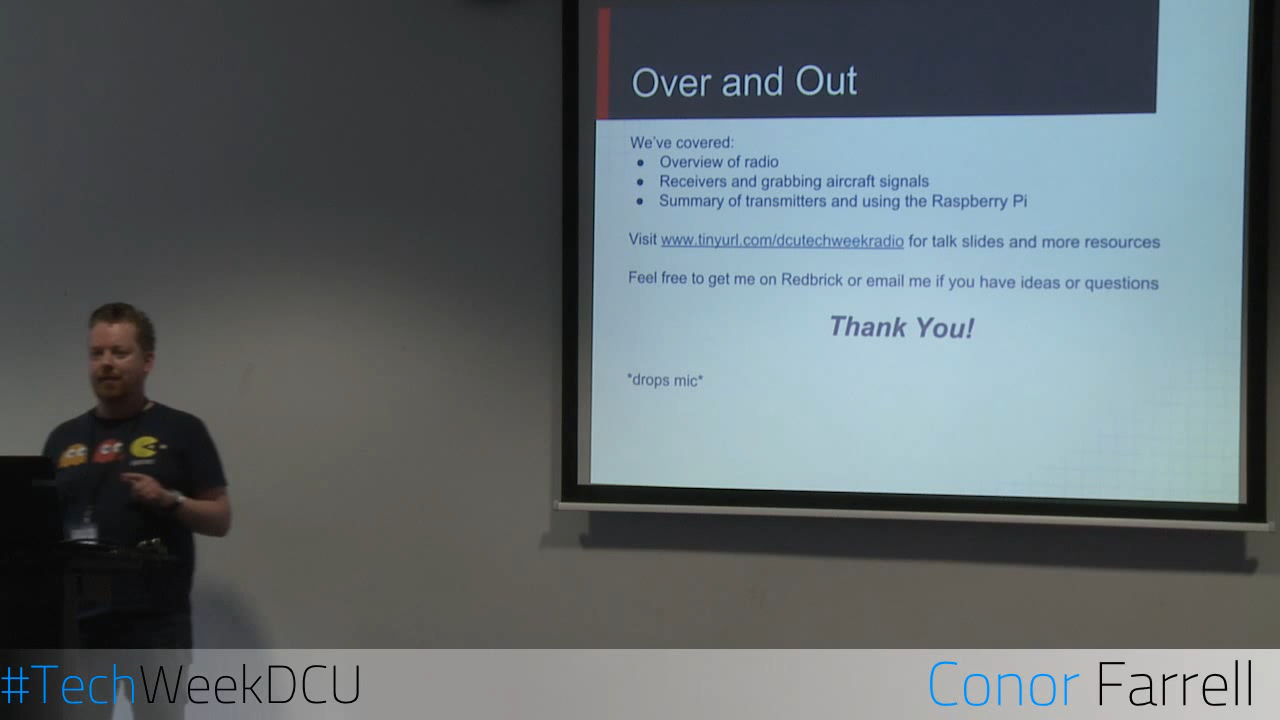 Over and Out
We've covered:
● Overview of radio
● Receivers and grabbing aircraft signals
● Summary of transmitters and using the Raspberry Pi
Visit www.tinyurl.com/dcutechweekradio for talk slides and more resources
Feel free to get me on Redbrick or email me if you have ideas or questions
Thank You!
*drops mic*
#TechWeekDCU
Conor Farrell